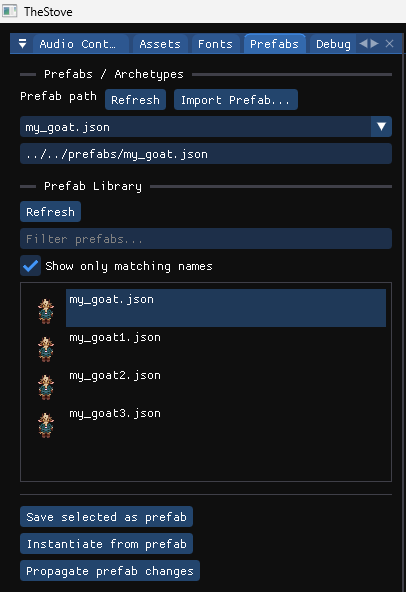 TheStove
Audio Cont… Assets Fonts Prefabs Debug
Prefabs / Archetypes
Prefab path Refresh Import Prefab...
my_goat.json
../../prefabs/my_goat.json
Prefab Library
Refresh
Filter prefabs...
Show only matching names
my_goat.json
my_goat1.json
my_goat2.json
my_goat3.json
Save selected as prefab
Instantiate from prefab
Propagate prefab changes